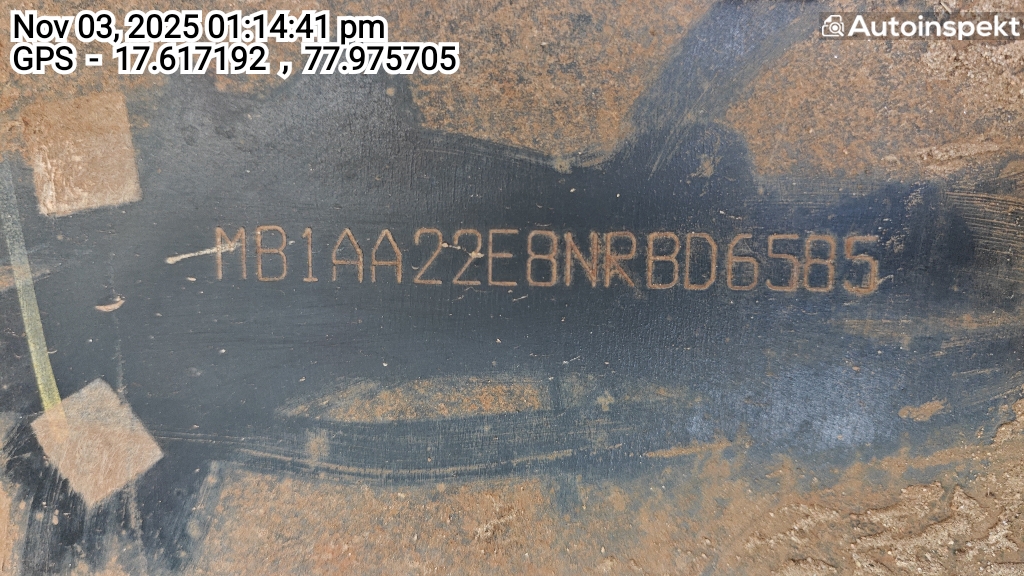 Nov 03, 2025 01:14:41 pm
GPS - 17.617192 , 77.975705
Autoinspekt
MB1AA22E8NRBD6585